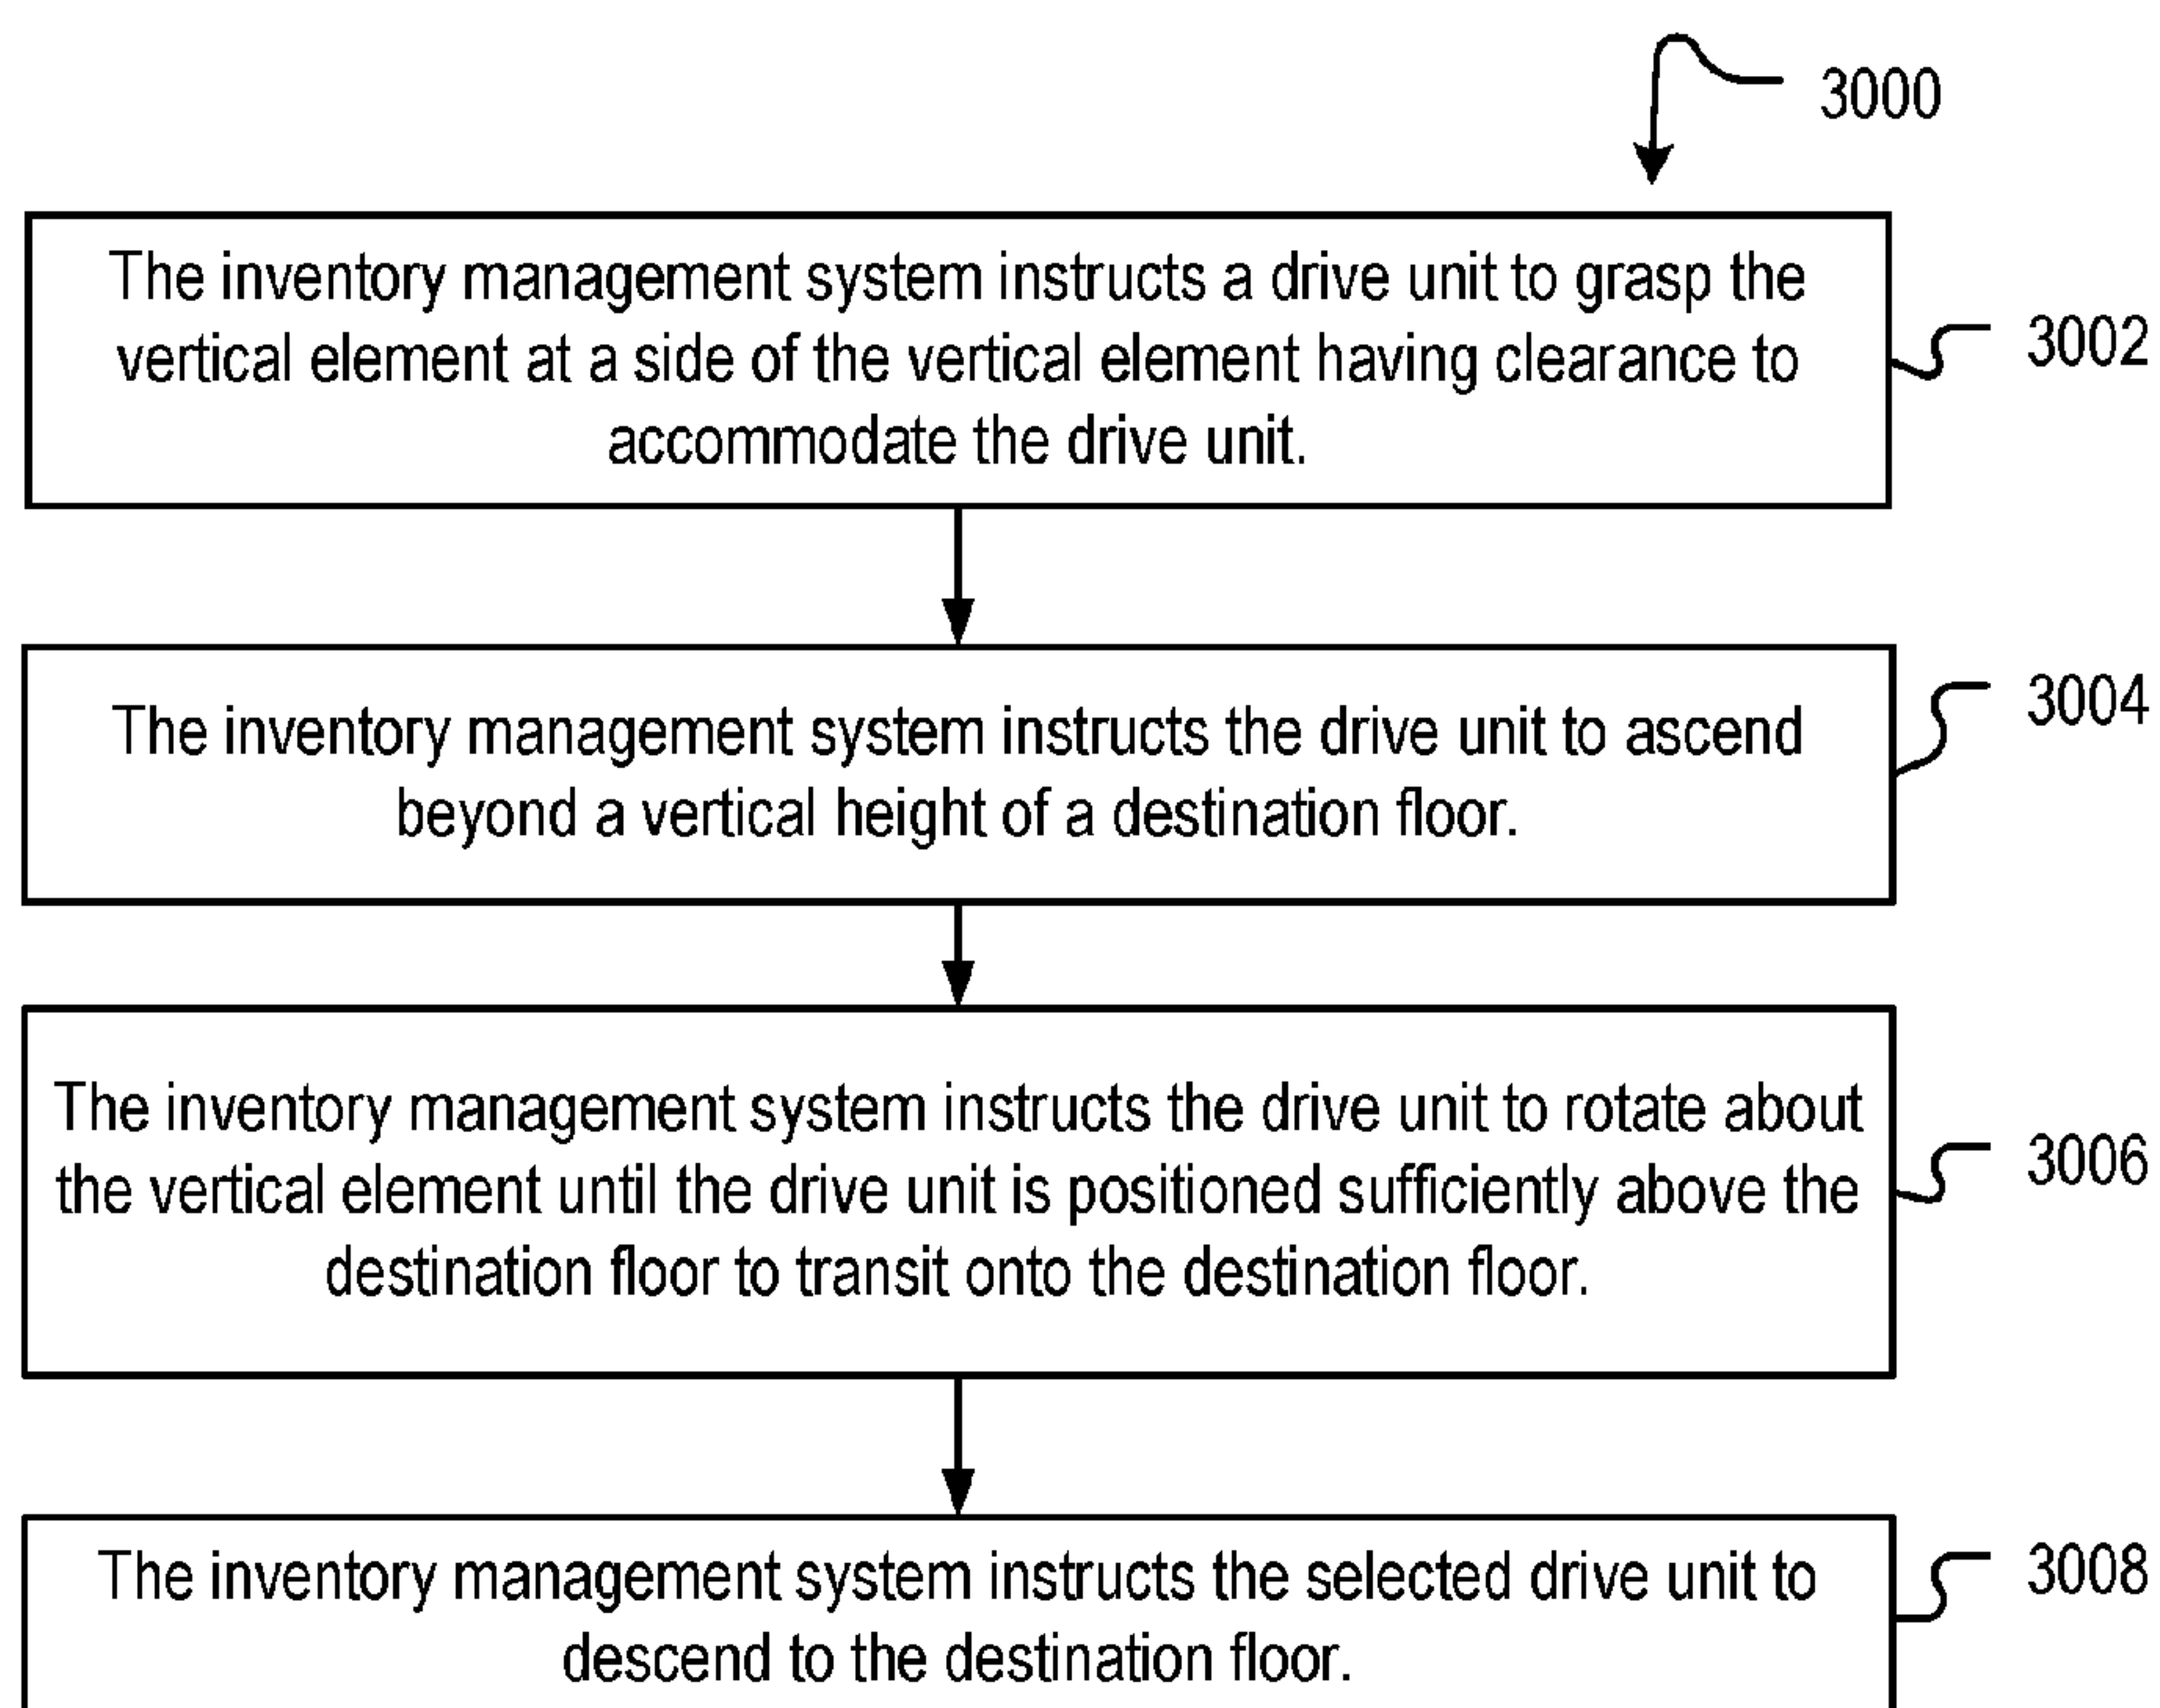 3000
The inventory management system instructs a drive unit to grasp the
vertical element at a side of the vertical element having clearance to
accommodate the drive unit.
3002
The inventory management system instructs the drive unit to ascend
beyond a vertical height of a destination floor.
3004
The inventory management system instructs the drive unit to rotate about
the vertical element until the drive unit is positioned sufficiently above the
destination floor to transit onto the destination floor.
3006
The inventory management system instructs the selected drive unit to
descend to the destination floor.
3008